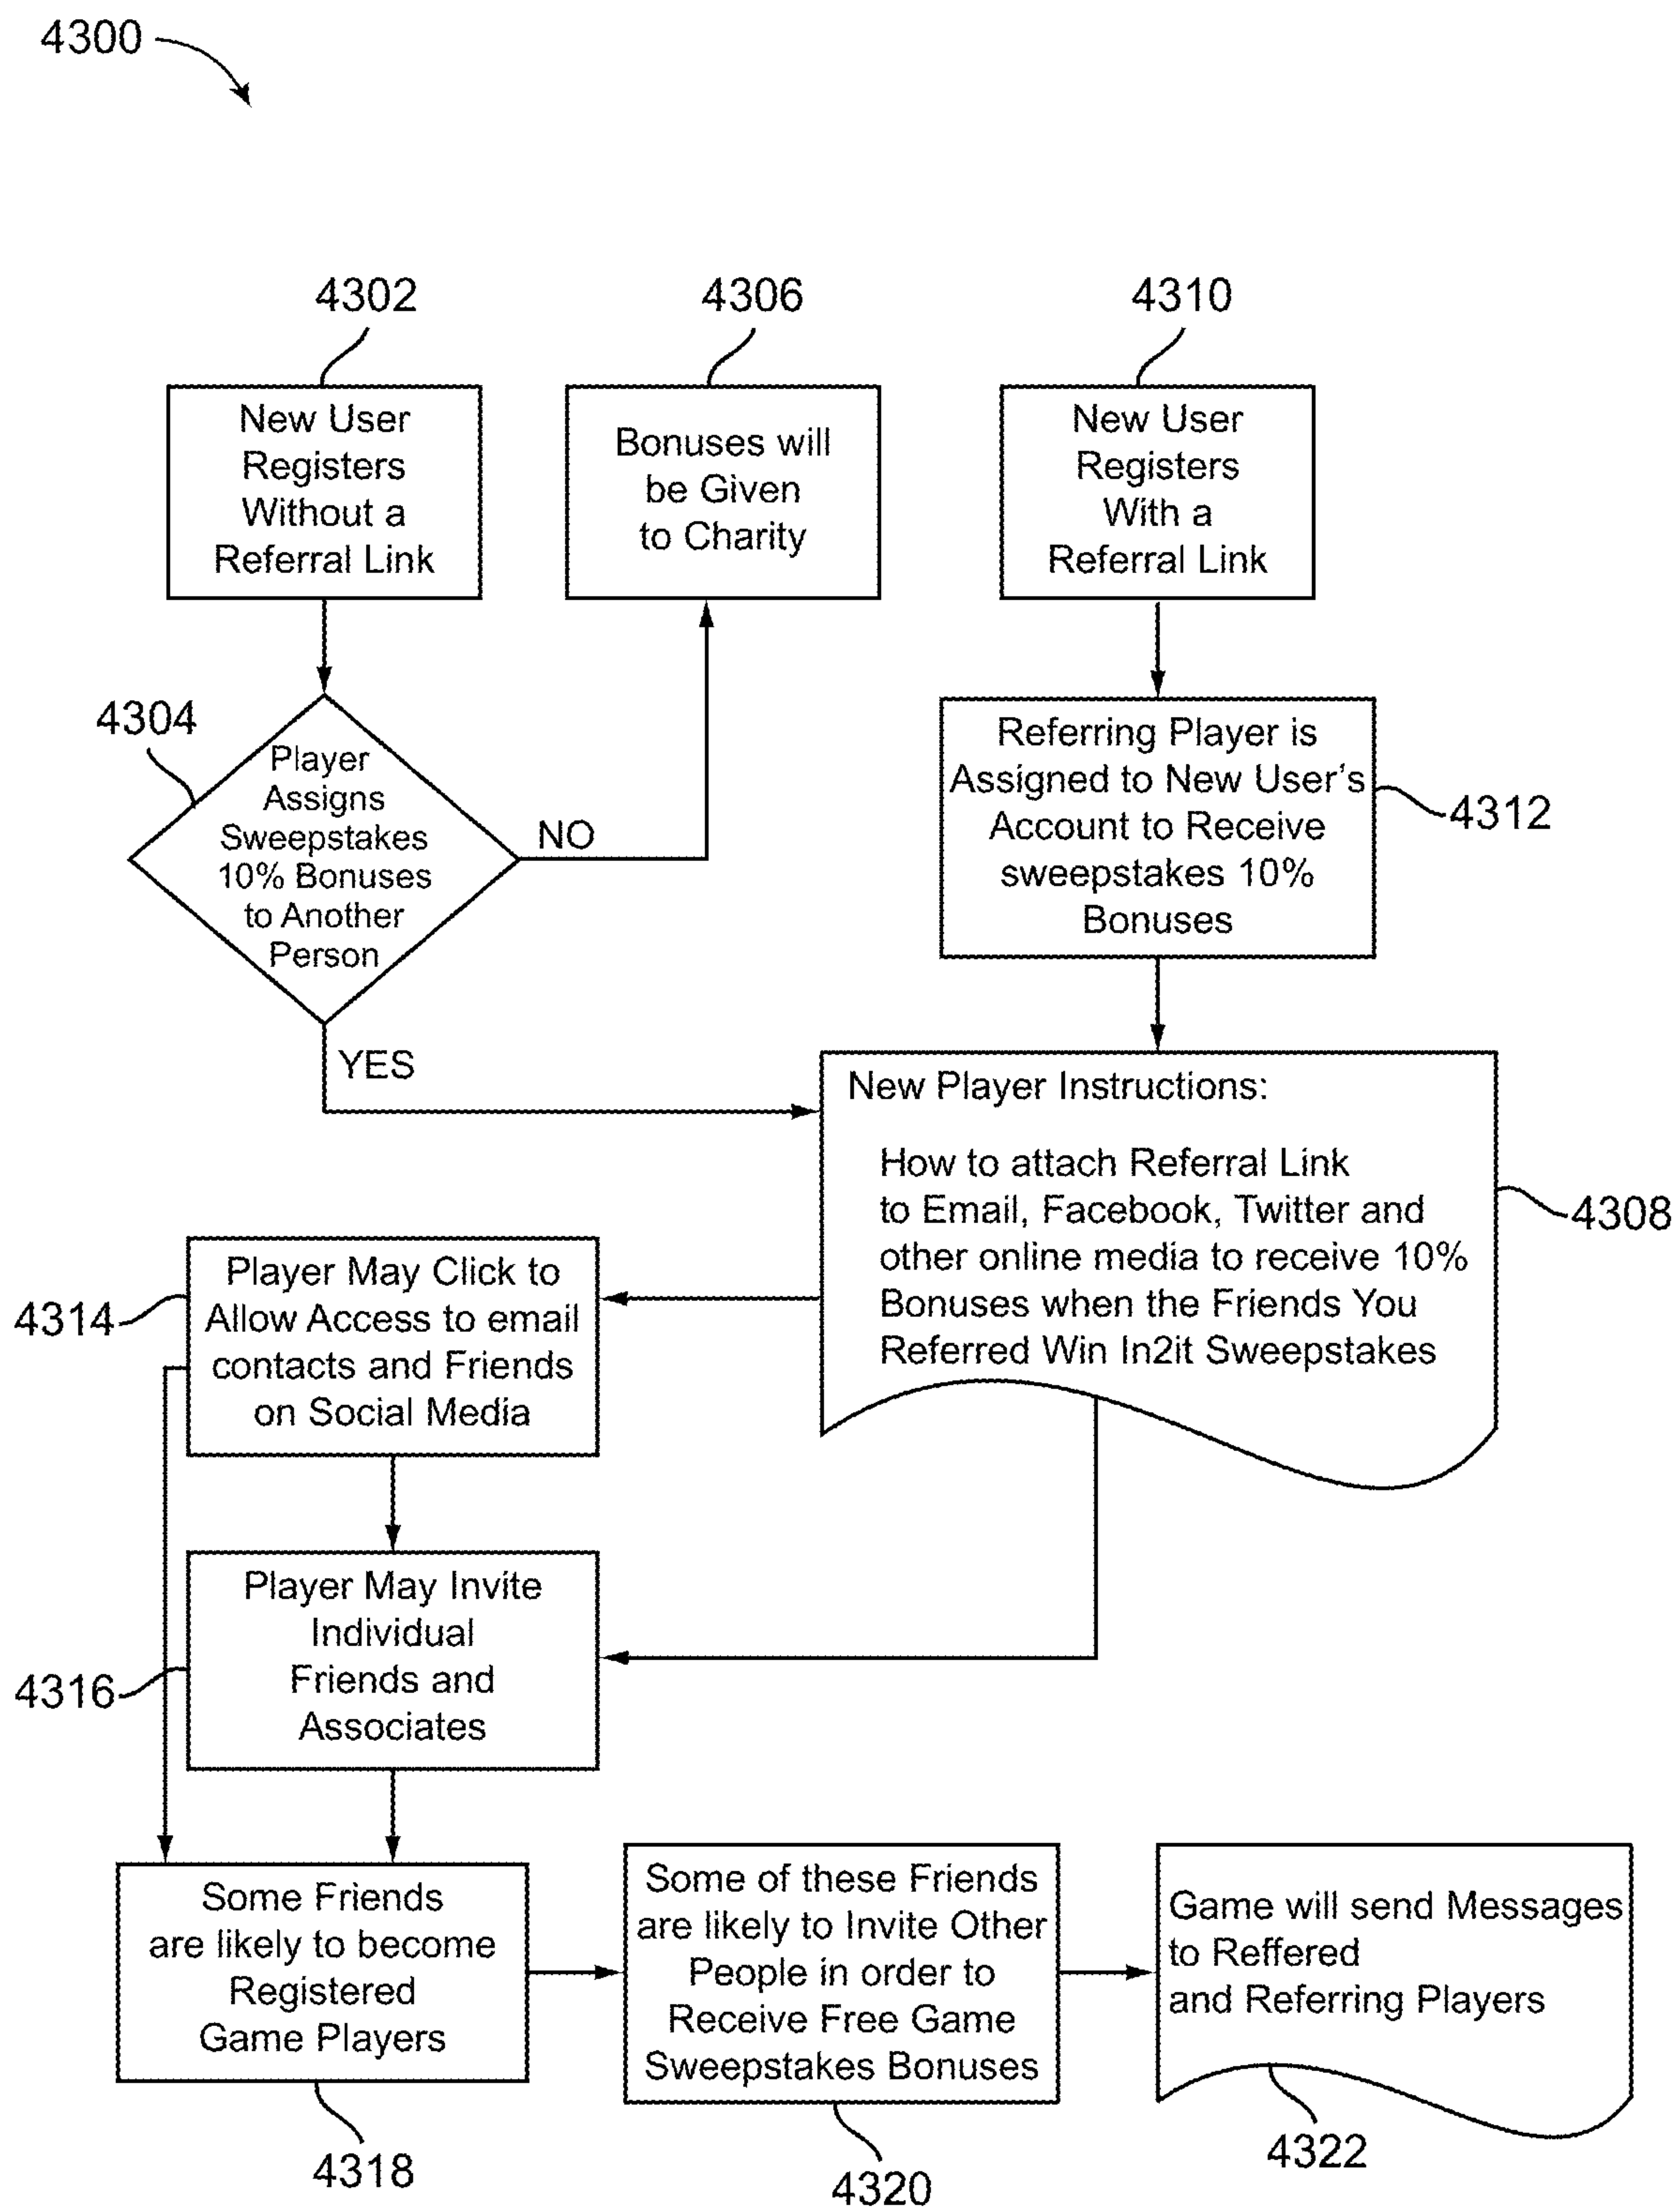 4300
4302
4306
4310
New User
Registers
Without a
Referral Link
Bonuses will
be Given
to Charity
New User
Registers
With a
Referral Link
4304
Player
Assigns
Sweepstakes
10% Bonuses
to Another
Person
NO
YES
Referring Player is
Assigned to New User's
Account to Receive
sweepstakes 10%
Bonuses
4312
New Player Instructions:
How to attach Referral Link
to Email, Facebook, Twitter and
other online media to receive 10%
Bonuses when the Friends You
Referred Win In2it Sweepstakes
4308
4314
Player May Click to
Allow Access to email
contacts and Friends
on Social Media
4316
Player May Invite
Individual
Friends and
Associates
Some Friends
are likely to become
Registered
Game Players
Some of these Friends
are likely to Invite Other
People in order to
Receive Free Game
Sweepstakes Bonuses
Game will send Messages
to Reffered
and Referring Players
4318
4320
4322